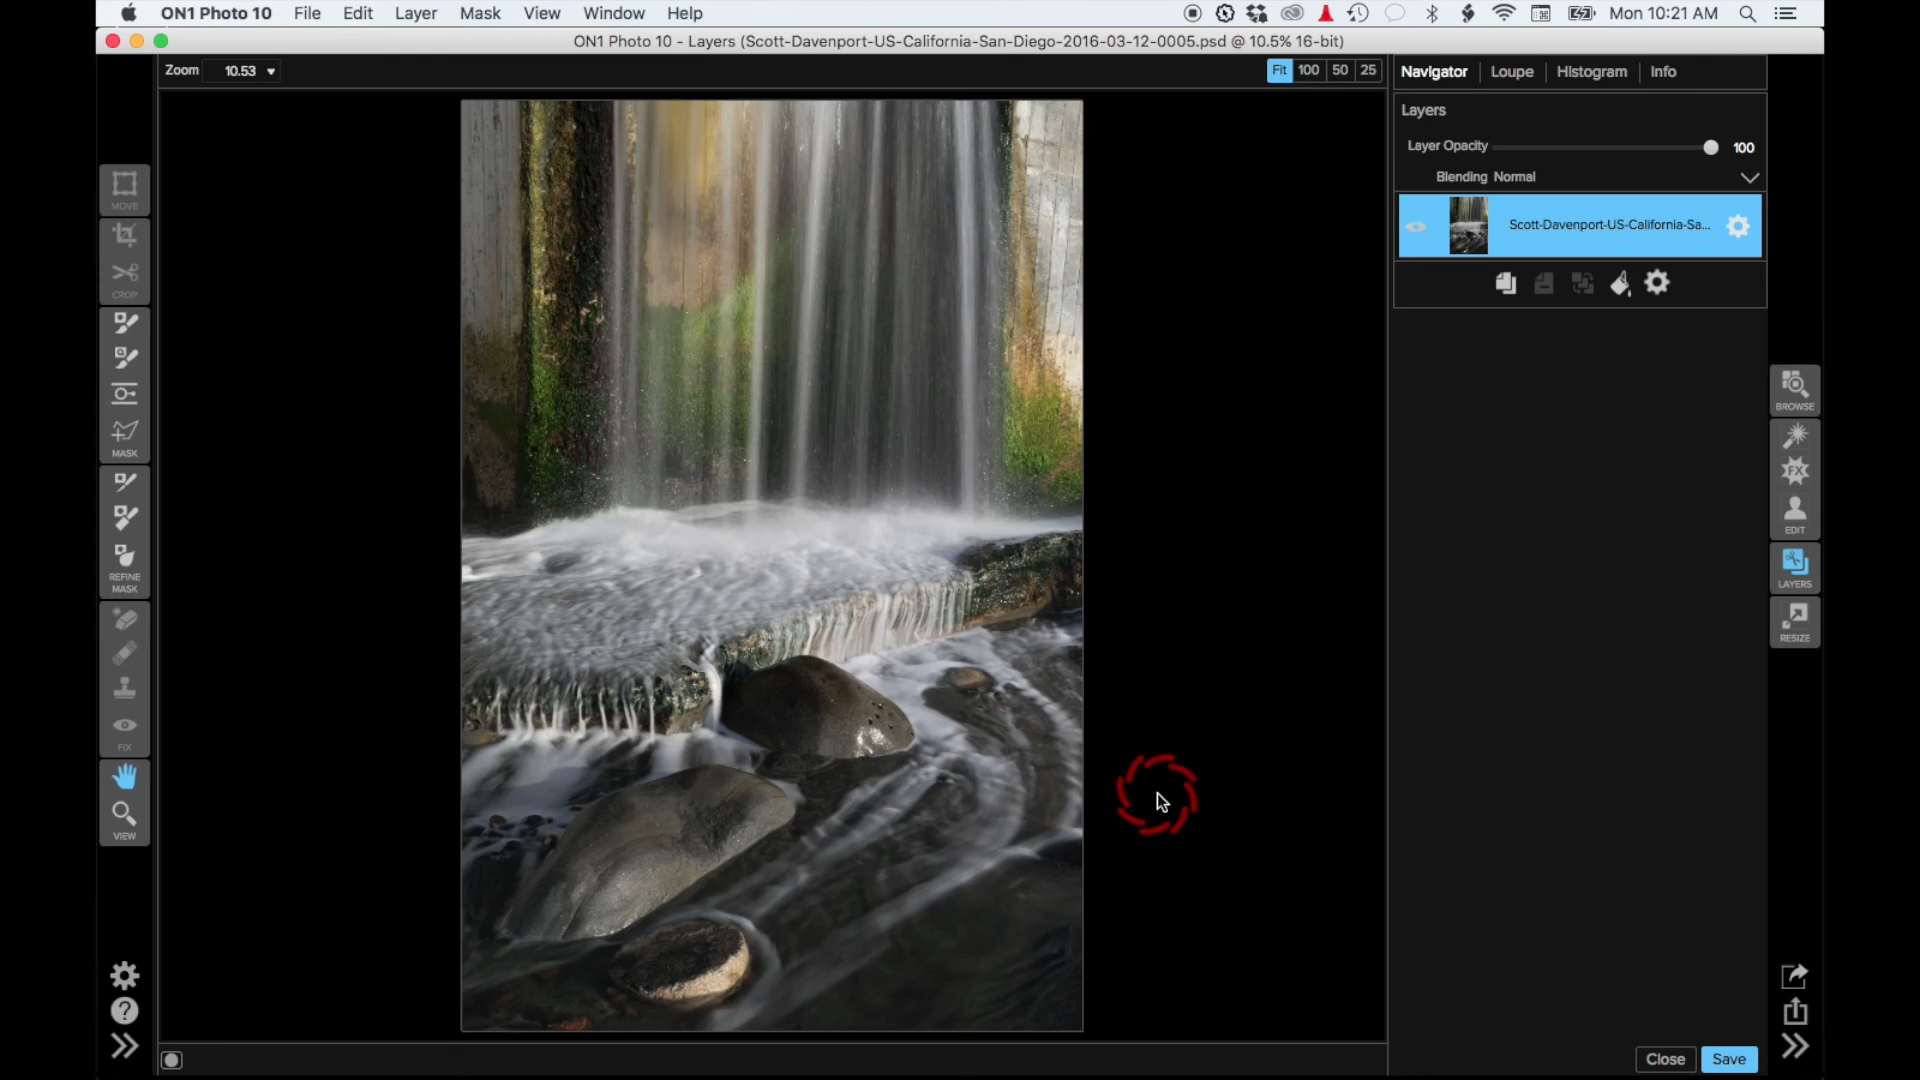 ON1 Photo 10 File Edit Layer Mask Select View Window Help Mon 10:21 AM
ON1 Photo 10 - Layers (Scott-Davenport-US-California-San-Diego-2016-03-12-0005.psd @ 10.5% 16-bit)
Zoom 10.53 Fit 100 50 25
Navigator Loupe Histogram Info
Layers
Layer Opacity 100
Blending Normal
Scott-Davenport-US-California-Sa...
MOVE
CROP
MASK
REFINE
MASK
FIX
VIEW
BROWSE
FX
EDIT
LAYERS
RESIZE
Close Save